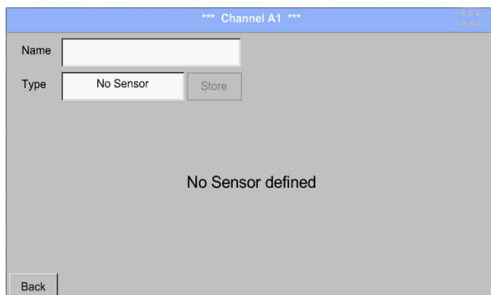 *** Channel A1 ***
Name
Type No Sensor Store
No Sensor defined
Back